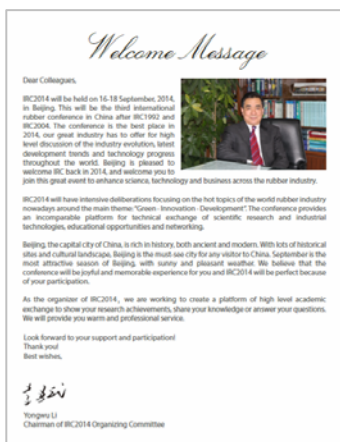 Welcome Message
Dear Colleagues,
IRC2014 will be held on 16-18 September, 2014,
in Beijing. This will be the third international
rubber conference in China after IRC1992 and
IRC2004. The conference is the best place in
2014, our great industry has to offer for high
level discussion of the industry evolution, latest
development trends and technology progress
throughout the world. Beijing is pleased to
welcome IRC back in 2014, and welcome you to
join this great event to enhance science, technology and business across the rubber industry.
IRC2014 will have intensive deliberations focusing on the hot topics of the world rubber industry
nowadays around the main theme: "Green · Innovation · Development". The conference provides
an incomparable platform for technical exchange of scientific research and industrial
technologies, educational opportunities and networking.
Beijing, the capital city of China, is rich in history, both ancient and modern. With lots of historical
sites and cultural landscape, Beijing is the must-see city for any visitor to China. September is the
most attractive season of Beijing, with sunny and pleasant weather. We believe that the
conference will be joyful and memorable experience for you and IRC2014 will be perfect because
of your participation.
As the organizer of IRC2014, we are working to create a platform of high level academic
exchange to show your research achievements, share your knowledge or answer your questions.
We will provide you warm and professional service.
Look forward to your support and participation!
Thank you!
Best wishes,
Yongwu Li
Chairman of IRC2014 Organizing Committee